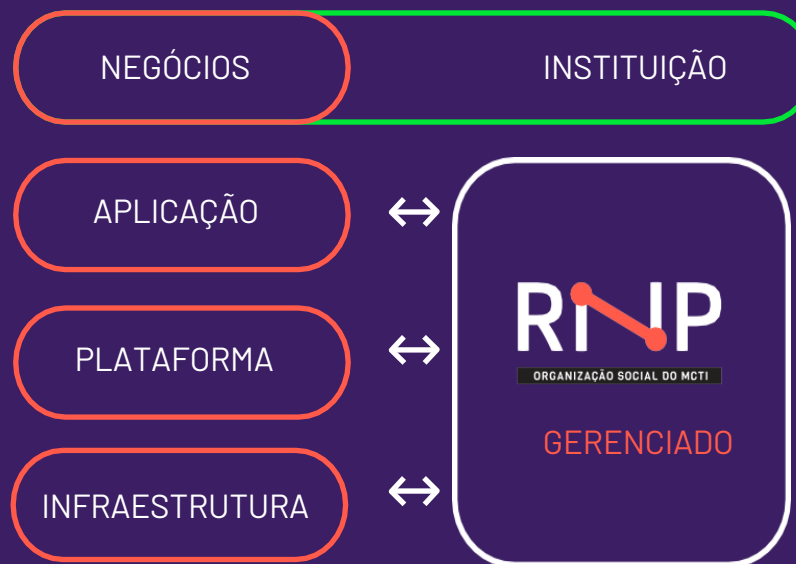 NEGÓCIOS
INSTITUIÇÃO
APLICAÇÃO
PLATAFORMA
INFRAESTRUTURA
RNP
ORGANIZAÇÃO SOCIAL DO MCTI
GERENCIADO